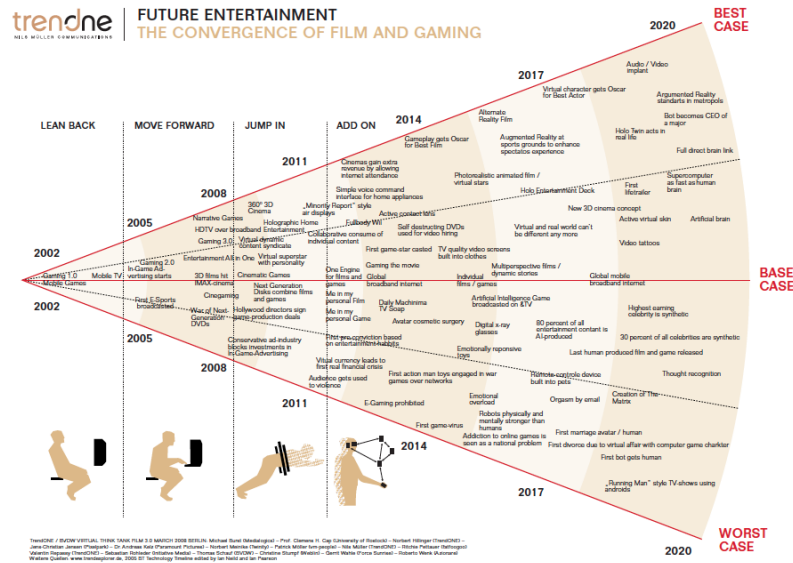 trendone
NILS MÜLLER COMMUNICATIONS
FUTURE ENTERTAINMENT
THE CONVERGENCE OF FILM AND GAMING
2020
BEST
CASE
Audio / Video
implant
2017
Virtual character gets Oscar
for Best Actor
Argumented Reality
standarts in metropols
Alternate
Reality Film
Bot becomes CEO of
a major
2014
LEAN BACK
MOVE FORWARD
JUMP IN
ADD ON
Holo Twin acts in
real life
Gameplay gets Oscar
for Best Film
Augmented Reality at
sports grounds to enhance
spectatos experience
Full direct brain link
2011
Cinemas gain extra
revenue by allowing
internet attendance
Photorealistic animated film /
virtual stars
Supercomputer
as fast as human
brain
Simple voice command
interface for home appliances
Holo Entertainment Deck
First
lifetrailer
2008
360° 3D
Cinema
„Minority Report" style
air displays
New 3D cinema concept
Narrative Games
Active contact lens
Active virtual skin
Artificial brain
2005
Holographic Home
Entertainment
Fullbody Wii
HDTV over broadband
Self destructing DVDs
used for video hiring
Virtual and real world can't
be different any more
Collaborative consume of
individual content
Gaming 3.0
Virtual dynamic
content syndicate
Video tattoos
2002
First game-star casted
TV quality video screens
built into clothes
Entertainment All in One
Virtual superstar
with personality
Gaming 2.0
Gaming the movie
Multiperspective films /
dynamic stories
In-Game Ad-
vertising starts
One Engine
for films and
games
BASE
CASE
Gaming 1.0
Mobile Games
Mobile TV
3D films hit
IMAX-cinema
Cinematic Games
Global
broadband internet
Individual
films / games
Global mobile
broadband internet
Next Generation
Disks combine films
and games
Cinegaming
Me in my
personal Film
Artificial Intelligence Game
broadcasted on &TV
First E-Sports
broadcasted
Daily Machinima
TV Soap
2002
War of Next-
Generation
DVDs
Hollywood directors sign
game-production deals
Me in my
personal Game
Highest earning
celebrity is synthetic
Avatar cosmetic surgery
Digital x-ray
glasses
80 percent of all
entertainment contant is
AI-produced
2005
Conservative ad-industry
blocks investments in
In-Game-Advertising
First pre conviction based
on entertainment-habbits
30 percent of all celebrities are synthetic
Emotionally reponsive
toys
Last human produced film and game released
2008
Vitual currency leads to
first real financial crisis
First action man toys engaged in war
games over networks
Remote-controle device
built into pets
Thought recognition
Audience gets used
to violence
2011
E-Gaming prohibited
Emotional
overload
Orgasm by email
Creation of The
Matrix
Robots physically and
mentally stronger than
humans
First game-virus
2014
Addiction to online games is
seen as a national problem
First marriage avatar / human
First divorce due to virtual affair with computer game charkter
First bot gets human
2017
„Running Man" style TV-shows using
androids
WORST
CASE
2020